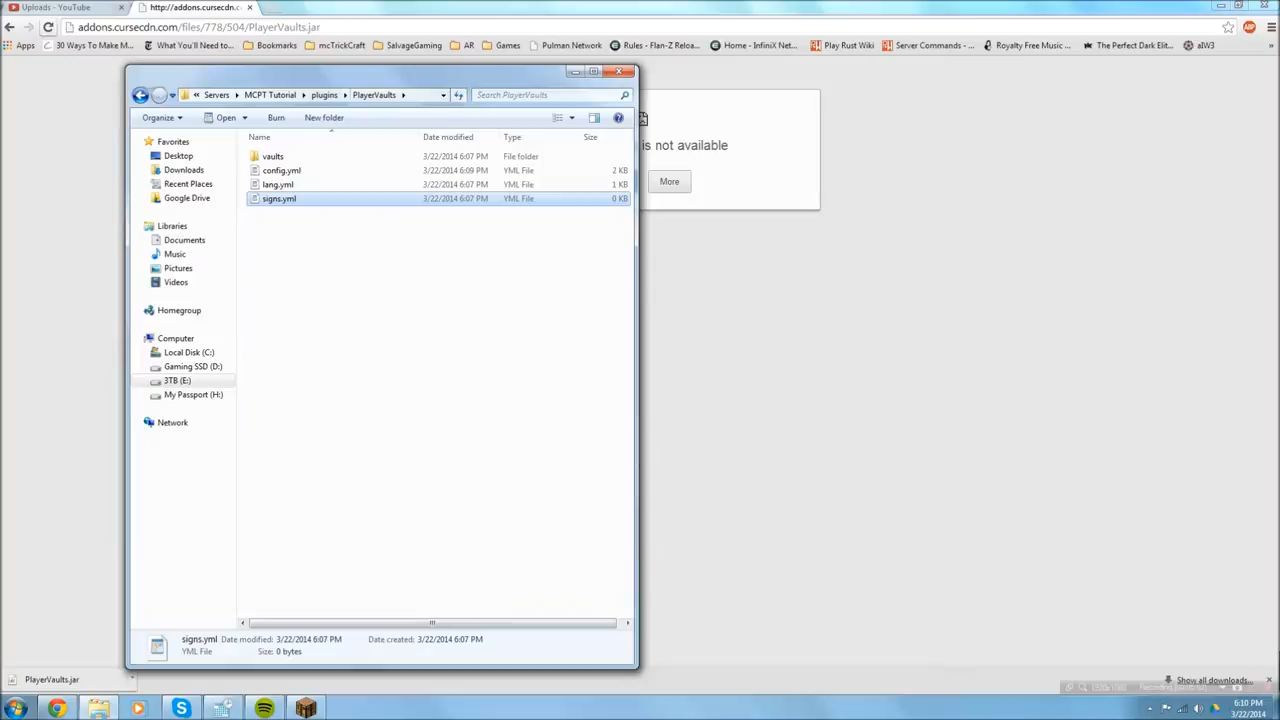 Uploads - YouTube
http://addons.cursecdn.co
addons.cursecdn.com/files/778/504/PlayerVaults.jar
Apps
30 Ways To Make M...
What You'll Need to...
Bookmarks
mcTrickCraft
SalvageGaming
AR
Games
Pulman Network
Rules - Flan-Z Reloa...
Home - InfiniX Net...
Play Rust Wiki
Server Commands - ...
Royalty Free Music ...
The Perfect Dark Elit...
aIW3
»
« Servers
MCPT Tutorial
plugins
PlayerVaults
Search PlayerVaults
is not available
More
Organize
Open
Burn
New folder
Name
Date modified
Type
Size
vaults
3/22/2014 6:07 PM
File folder
config.yml
3/22/2014 6:09 PM
YML File
2 KB
lang.yml
3/22/2014 6:07 PM
YML File
1 KB
signs.yml
3/22/2014 6:07 PM
YML File
0 KB
Favorites
Desktop
Downloads
Recent Places
Google Drive
Libraries
Documents
Music
Pictures
Videos
Homegroup
Computer
Local Disk (C:)
Gaming SSD (D:)
3TB (E:)
My Passport (H:)
Network
signs.yml
Date modified: 3/22/2014 6:07 PM
Date created: 3/22/2014 6:07 PM
YML File
Size: 0 bytes
PlayerVaults.jar
Show all downloads...
6:10 PM
3/22/2014